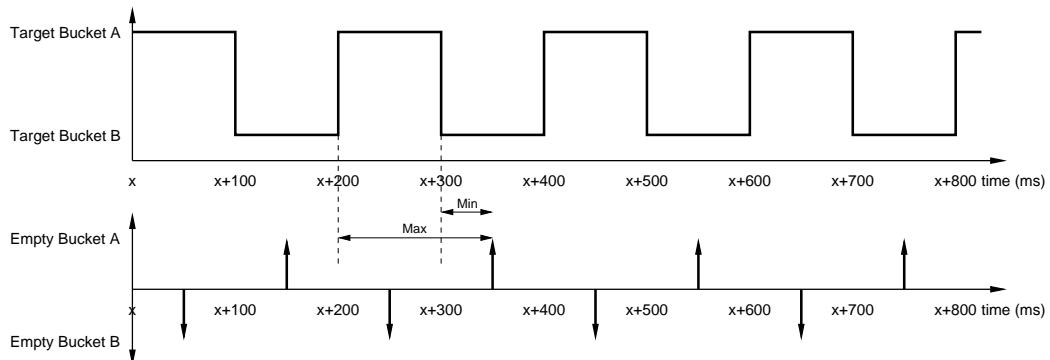 Target Bucket A
Target Bucket B
x x+100 x+200 x+300 x+400 x+500 x+600 x+700 x+800 time (ms)
Min
Max
Empty Bucket A
x x+100 x+200 x+300 x+400 x+500 x+600 x+700 x+800 time (ms)
Empty Bucket B